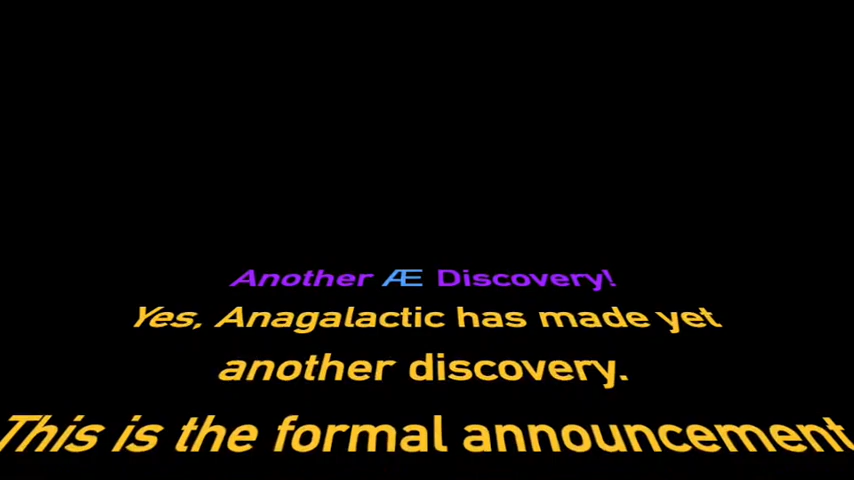 Another Æ Discovery!
Yes, Anagalactic has made yet
another discovery.
This is the formal announcement